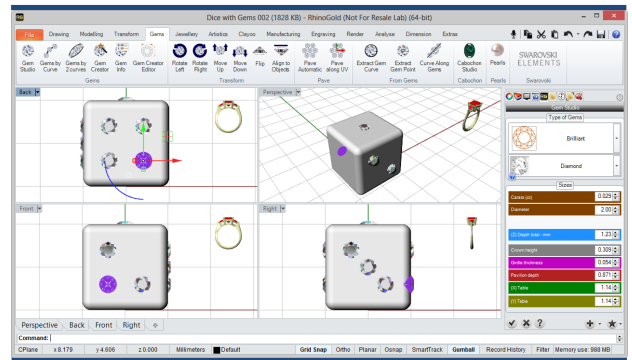 Dice with Gems 002 (1828 KB) - RhinoGold (Not For Resale Lab) (64-bit)
File Drawing Modelling Transform Gems Jewellery Artistics Clayoo Manufacturing Engraving Render Analyse Dimension Extras
Gem Studio Gems by Curve Gems by 2 curves Gem Creator Gem Info Gem Creator Editor Rotate Left Rotate Right Move Up Move Down Flip Align to Objects Pave Automatic Pave along UV Extract Gem Curve Extract Gem Point Curve Along Gems Cabochon Studio Pearls SWAROVSKI ELEMENTS
Gems Transform Pave From Gems Cabochon Pearls Swarovski
Back
Perspective
Gem Studio
Type of Gems
Brilliant
Diamond
Sizes
Carats (ct) 0.029
Diameter 2.00
(Z) Depth total - mm 1.23
Crown height 0.309
Girdle thickness 0.054
Pavilion depth 0.871
(X) Table 1.14
(Y) Table 1.14
Front
Right
Perspective Back Front Right
Command:
CPlane x 8.179 y 4.606 z 0.000 Millimeters Default Grid Snap Ortho Planar Osnap SmartTrack Gumball Record History Filter Memory use: 988 MB